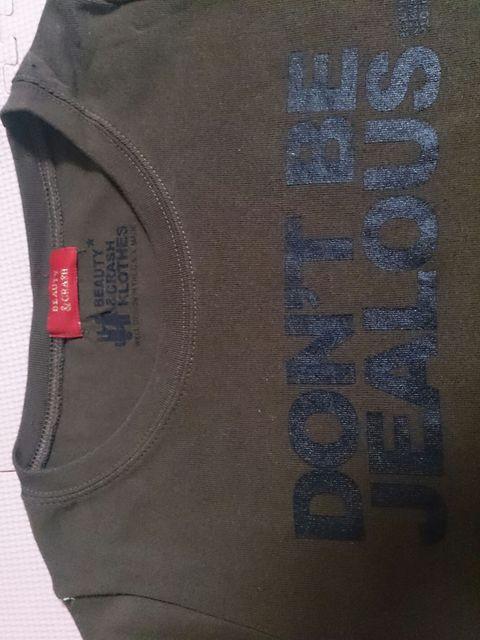 BEAUTY
& CRASH
BEAUTY
& CRASH
KLOTHES
DON'T BE
JEALOUS